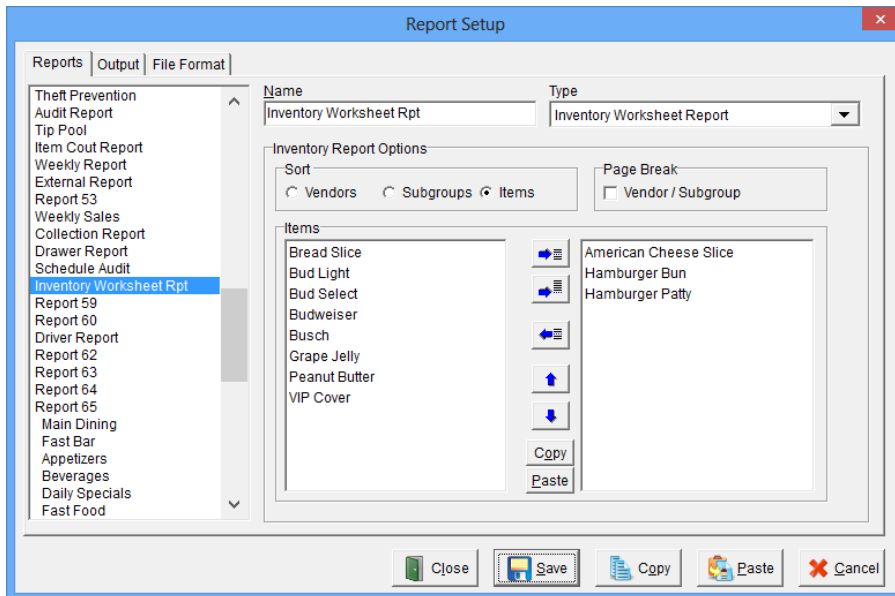 Report Setup
Reports
Output
File Format
Theft Prevention
Audit Report
Tip Pool
Item Cout Report
Weekly Report
External Report
Report 53
Weekly Sales
Collection Report
Drawer Report
Schedule Audit
Inventory Worksheet Rpt
Report 59
Report 60
Driver Report
Report 62
Report 63
Report 64
Report 65
Main Dining
Fast Bar
Appetizers
Beverages
Daily Specials
Fast Food
Name
Inventory Worksheet Rpt
Type
Inventory Worksheet Report
Inventory Report Options
Sort
Vendors
Subgroups
Items
Page Break
Vendor / Subgroup
Items
Bread Slice
Bud Light
Bud Select
Budweiser
Busch
Grape Jelly
Peanut Butter
VIP Cover
Copy
Paste
American Cheese Slice
Hamburger Bun
Hamburger Patty
Close
Save
Copy
Paste
Cancel